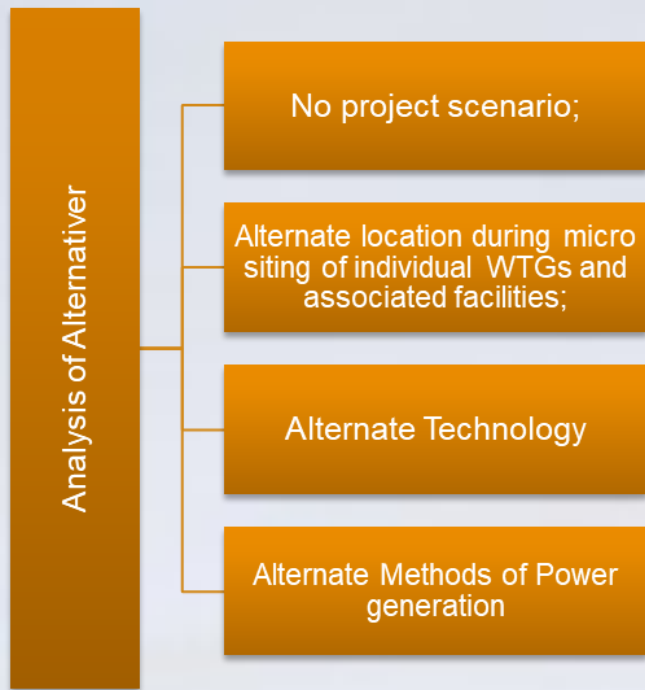 Analysis of Alternativer
No project scenario;
Alternate location during micro
siting of individual WTGs and
associated facilities;
Alternate Technology
Alternate Methods of Power
generation